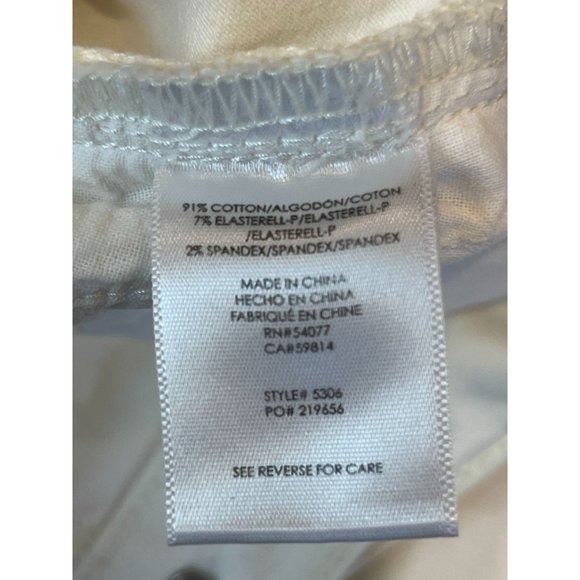 91% COTTON/ALGODÓN/COTON
7% ELASTERELL-P/ELASTERELL-P
/ELASTERELL-P
2% SPANDEX/SPANDEX/SPANDEX
MADE IN CHINA
HECHO EN CHINA
FABRIQUÉ EN CHINE
RN#54077
CA#59814
STYLE# 5306
PO# 219656
SEE REVERSE FOR CARE